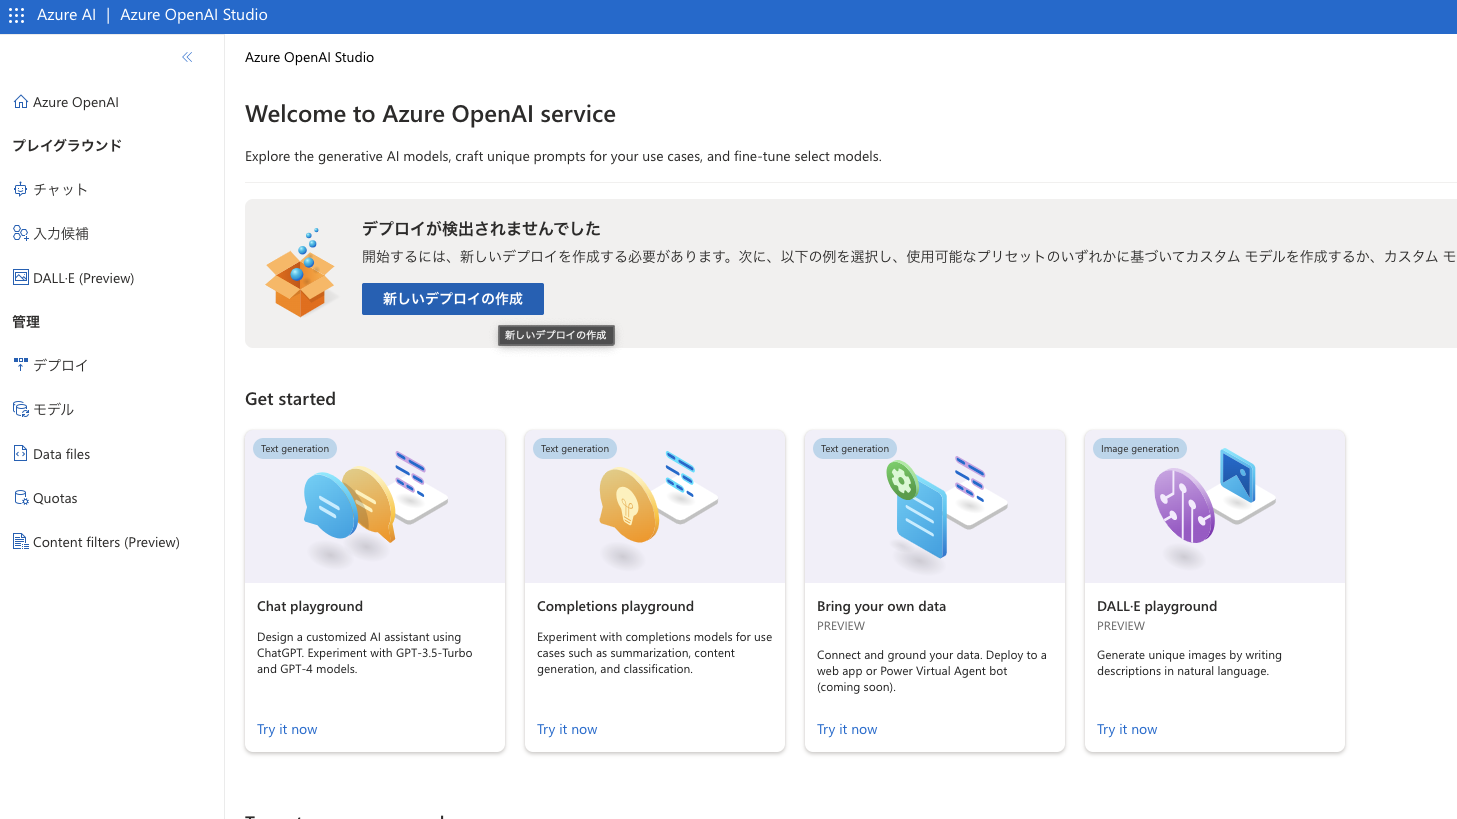 Azure AI | Azure OpenAI Studio
Azure OpenAI
プレイグラウンド
チャット
入力候補
DALL·E (Preview)
管理
デプロイ
モデル
Data files
Quotas
Content filters (Preview)
Azure OpenAI Studio
Welcome to Azure OpenAI service
Explore the generative AI models, craft unique prompts for your use cases, and fine-tune select models.
デプロイが検出されませんでした
開始するには、新しいデプロイを作成する必要があります。次に、以下の例を選択し、使用可能なプリセットのいずれかに基づいてカスタム モデルを作成するか、カスタム モ
新しいデプロイの作成
新しいデプロイの作成
Get started
Text generation
Chat playground
Design a customized AI assistant using
ChatGPT. Experiment with GPT-3.5-Turbo
and GPT-4 models.
Try it now
Text generation
Completions playground
Experiment with completions models for use
cases such as summarization, content
generation, and classification.
Try it now
Text generation
Bring your own data
PREVIEW
Connect and ground your data. Deploy to a
web app or Power Virtual Agent bot
(coming soon).
Try it now
Image generation
DALL·E playground
PREVIEW
Generate unique images by writing
descriptions in natural language.
Try it now